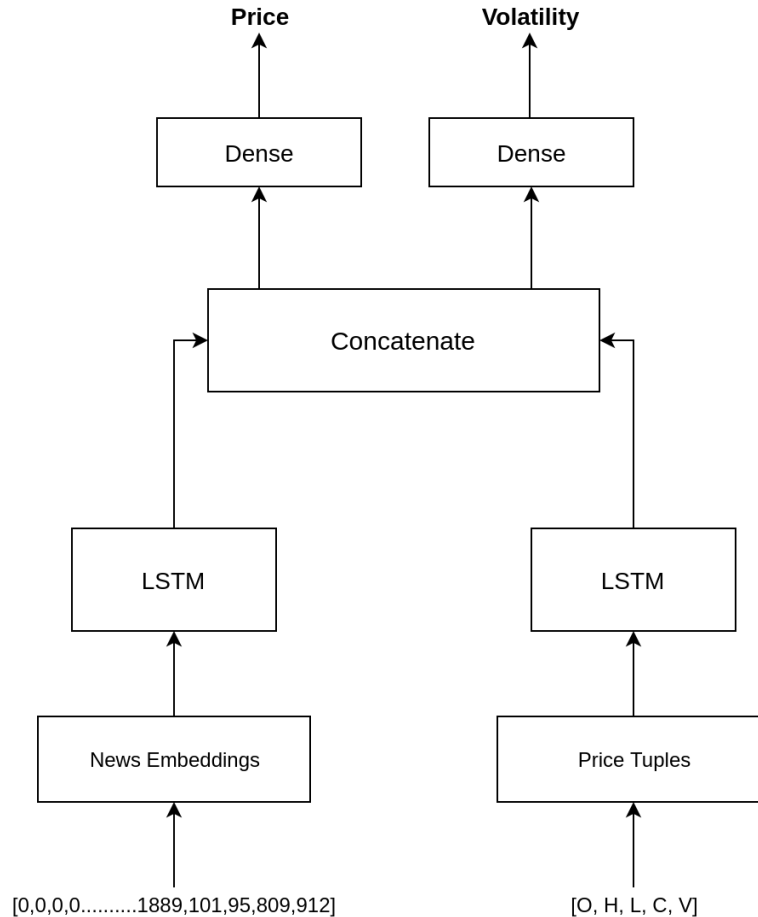 Price
Volatility
Dense
Dense
Concatenate
LSTM
LSTM
News Embeddings
Price Tuples
[0,0,0,0..........1889,101,95,809,912]
[O, H, L, C, V]